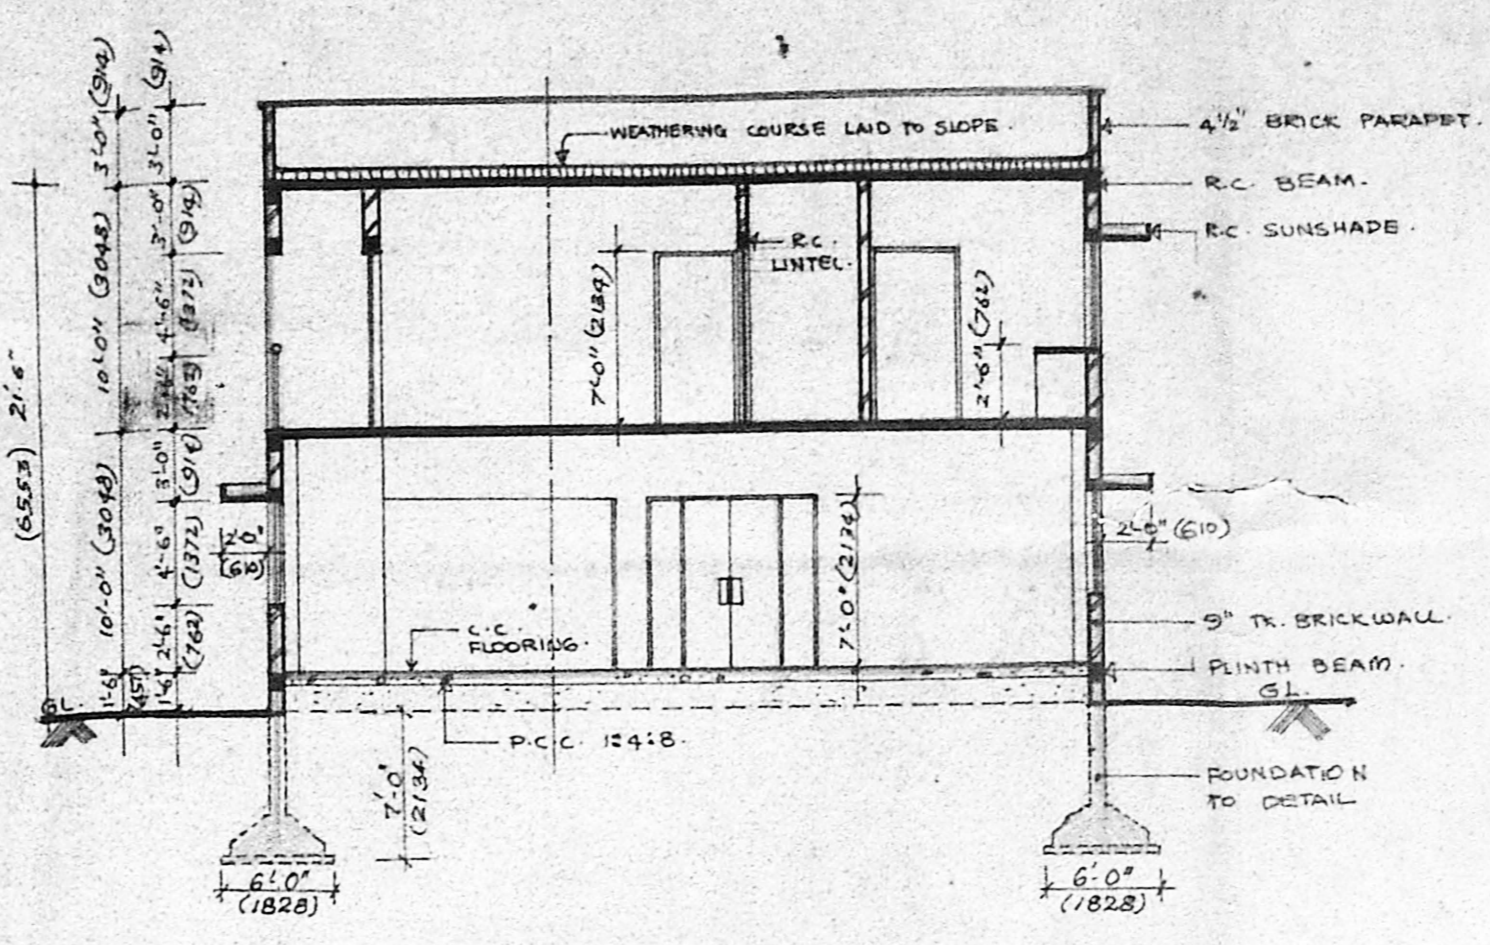 3'-0" (914)
3'-0" (914)
WEATHERING COURSE LAID TO SLOPE.
4½" BRICK PARAPET.
R.C. BEAM.
R.C. SUNSHADE.
R.C.
LINTEL.
21'-6"
(6553)
10'-0" (3048)
3'-0"
(914)
4'-6"
(1372)
2'-6"
(762)
7'-0" (2134)
2'-6" (762)
10'-0" (3048)
3'-0"
(914)
4'-6"
(1372)
2'-6"
(762)
2'-0"
(610)
2'-0" (610)
7'-0" (2134)
C.C.
FLOORING.
9" TK. BRICKWALL.
PLINTH BEAM.
G.L.
G.L.
1'-6"
(457)
1'-6"
P.C.C. 1:4:8.
7'-0"
(2134)
FOUNDATION
TO DETAIL
6'-0"
(1828)
6'-0"
(1828)